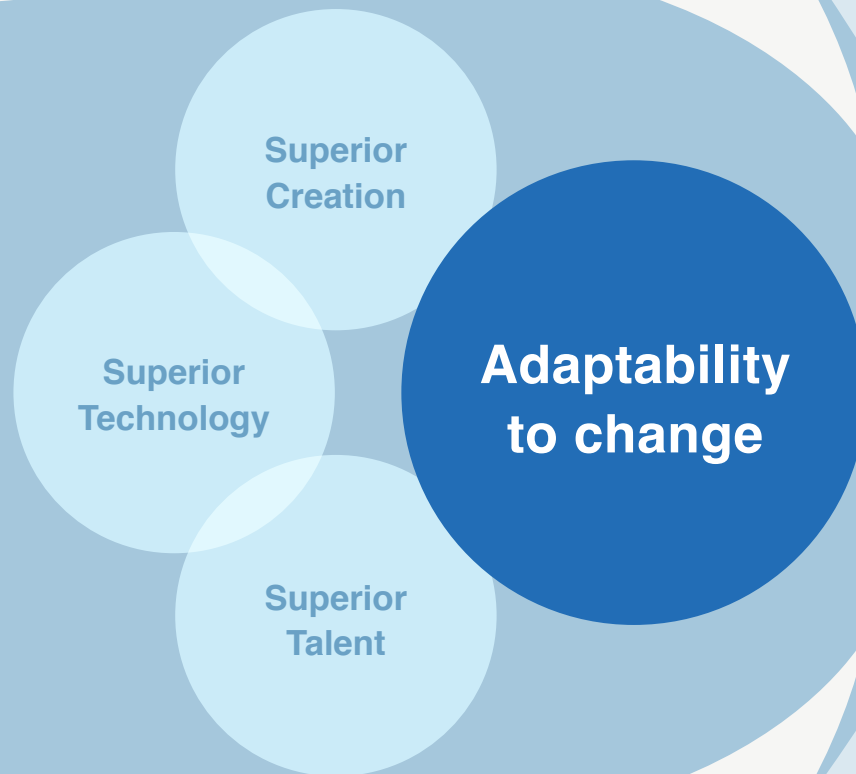 Superior
Creation
Superior
Technology
Adaptability
to change
Superior
Talent